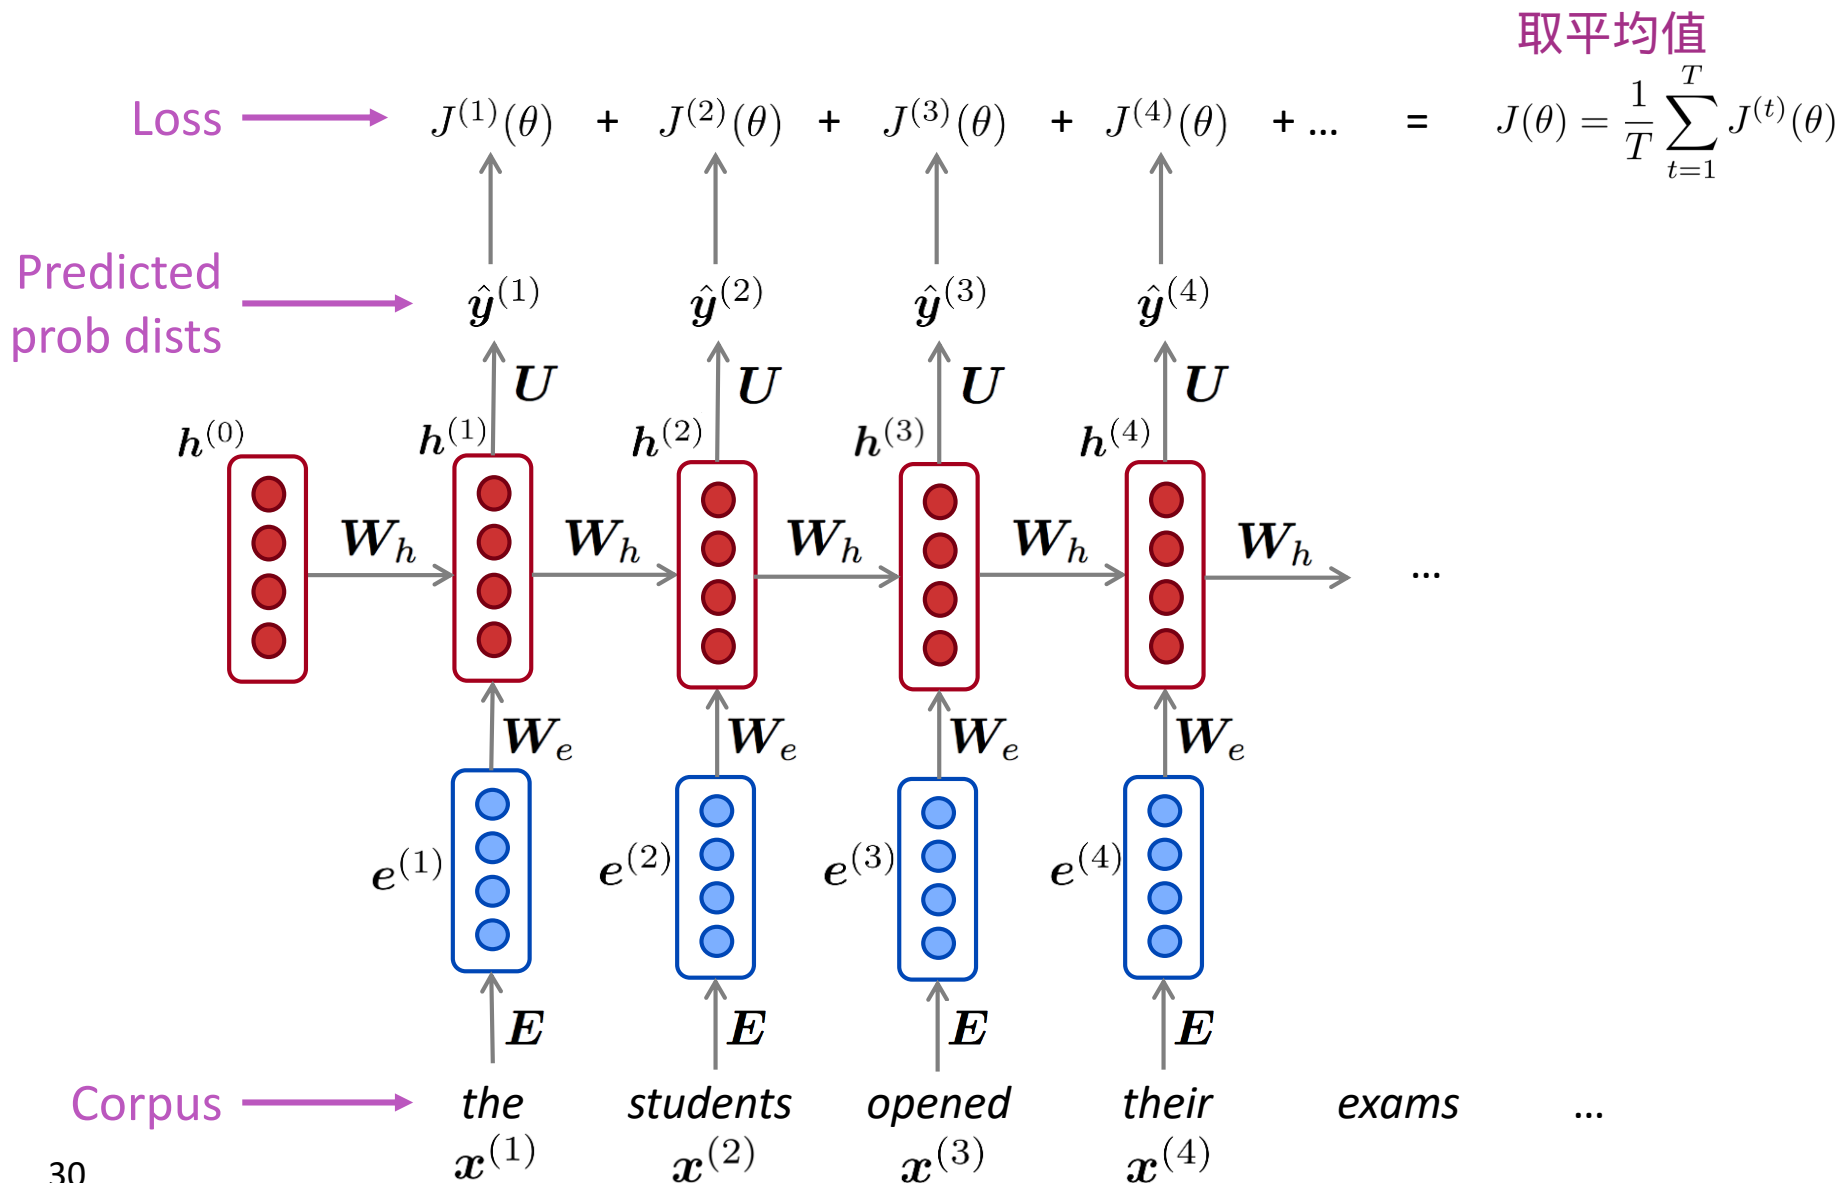 取平均值
Loss J^{(1)}(θ) + J^{(2)}(θ) + J^{(3)}(θ) + J^{(4)}(θ) + ... = J(θ) = \frac{1}{T} \sum_{t=1}^{T} J^{(t)}(θ)
Predicted
prob dists
ŷ^{(1)} ŷ^{(2)} ŷ^{(3)} ŷ^{(4)}
U U U U
h^{(0)} h^{(1)} h^{(2)} h^{(3)} h^{(4)}
W_h W_h W_h W_h W_h ...
W_e W_e W_e W_e
e^{(1)} e^{(2)} e^{(3)} e^{(4)}
E E E E
Corpus the students opened their exams ...
x^{(1)} x^{(2)} x^{(3)} x^{(4)}
30